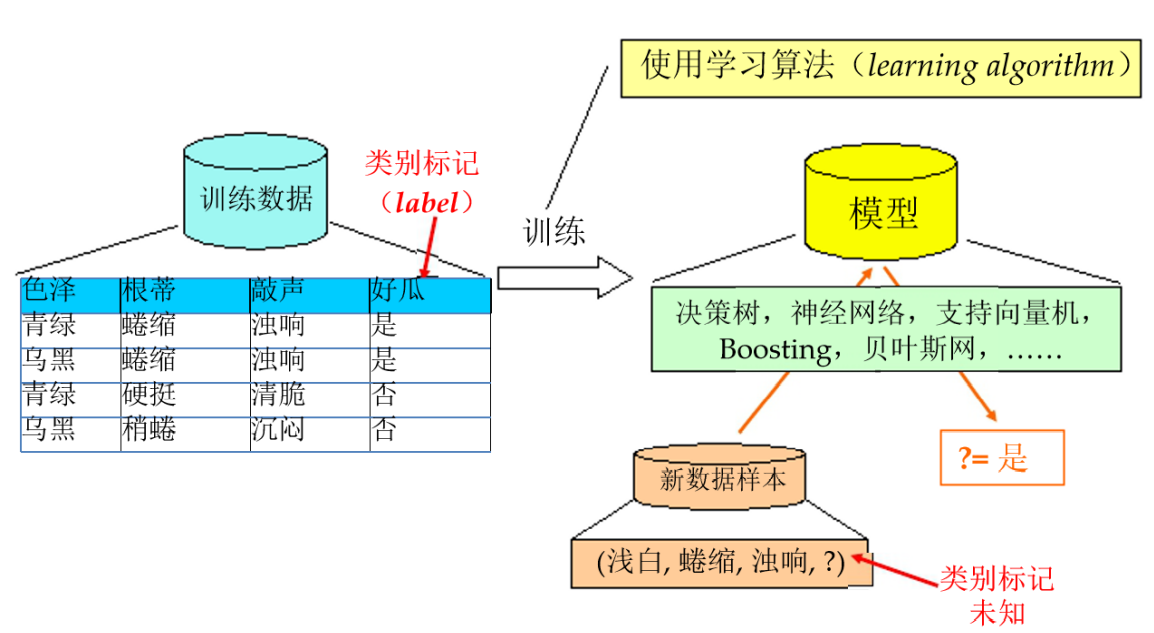 使用学习算法（learning algorithm）
训练数据
类别标记
（label）
训练
模型
色泽 根蒂 敲声 好瓜
青绿 蜷缩 浊响 是
乌黑 蜷缩 浊响 是
青绿 硬挺 清脆 否
乌黑 稍蜷 沉闷 否
决策树，神经网络，支持向量机，
Boosting，贝叶斯网，……
?= 是
新数据样本
(浅白, 蜷缩, 浊响, ?)
类别标记
未知